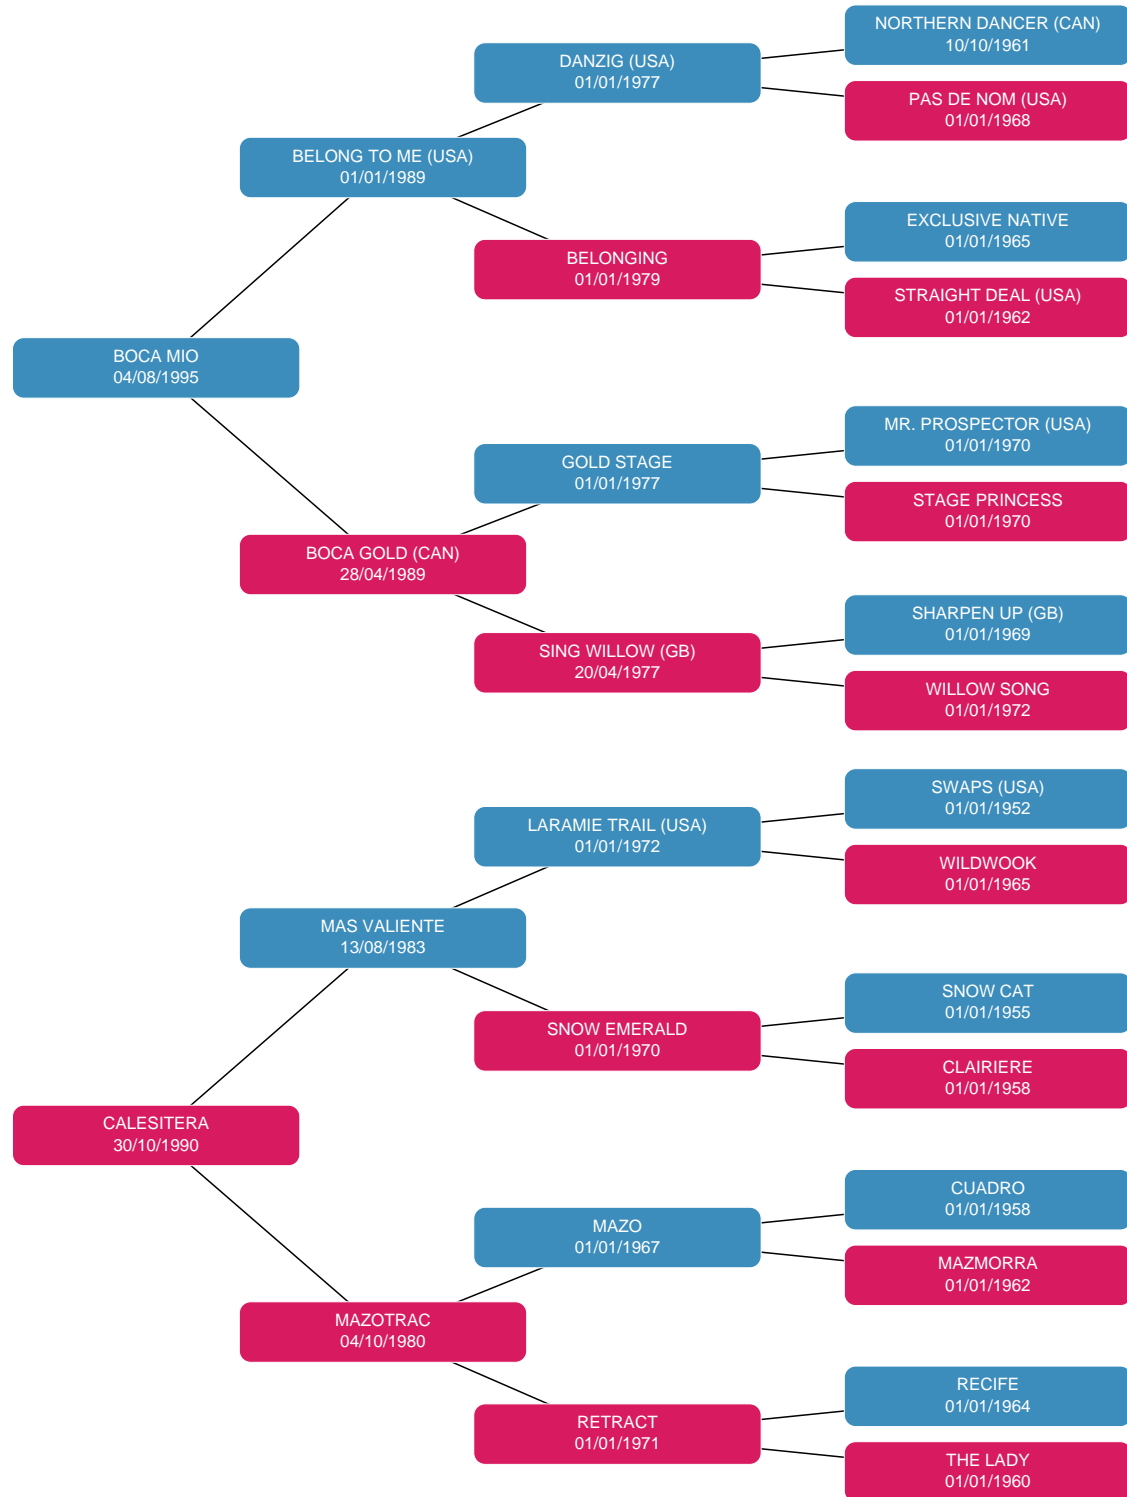 NORTHERN DANCER (CAN)
10/10/1961
DANZIG (USA)
01/01/1977
PAS DE NOM (USA)
01/01/1968
BELONG TO ME (USA)
01/01/1989
EXCLUSIVE NATIVE
01/01/1965
BELONGING
01/01/1979
STRAIGHT DEAL (USA)
01/01/1962
BOCA MIO
04/08/1995
MR. PROSPECTOR (USA)
01/01/1970
GOLD STAGE
01/01/1977
STAGE PRINCESS
01/01/1970
BOCA GOLD (CAN)
28/04/1989
SHARPEN UP (GB)
01/01/1969
SING WILLOW (GB)
20/04/1977
WILLOW SONG
01/01/1972
SWAPS (USA)
01/01/1952
LARAMIE TRAIL (USA)
01/01/1972
WILDWOOK
01/01/1965
MAS VALIENTE
13/08/1983
SNOW CAT
01/01/1955
SNOW EMERALD
01/01/1970
CLAIRIERE
01/01/1958
CALESITERA
30/10/1990
CUADRO
01/01/1958
MAZO
01/01/1967
MAZMORRA
01/01/1962
MAZOTRAC
04/10/1980
RECIFE
01/01/1964
RETRACT
01/01/1971
THE LADY
01/01/1960